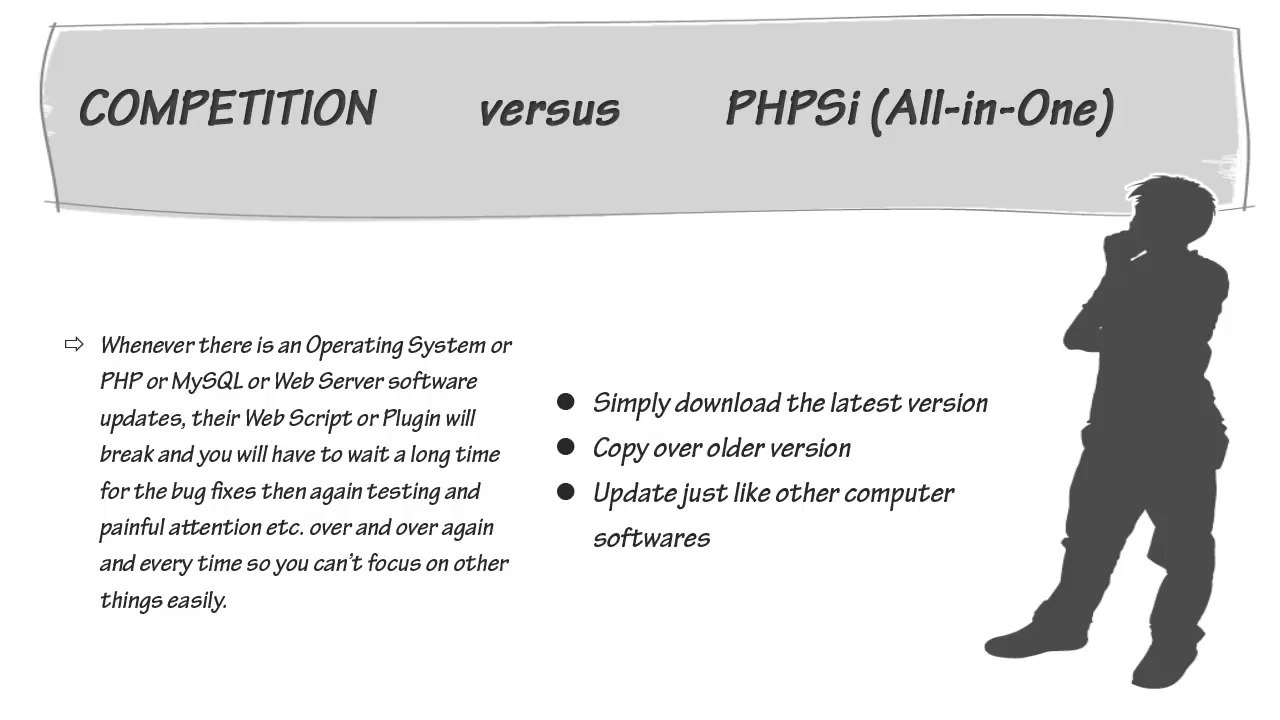 COMPETITION versus PHPSi (All-in-One)
⇨ Whenever there is an Operating System or
PHP or MySQL or Web Server software
updates, their Web Script or Plugin will
break and you will have to wait a long time
for the bug fixes then again testing and
painful attention etc. over and over again
and every time so you can't focus on other
things easily.
● Simply download the latest version
● Copy over older version
● Update just like other computer
softwares